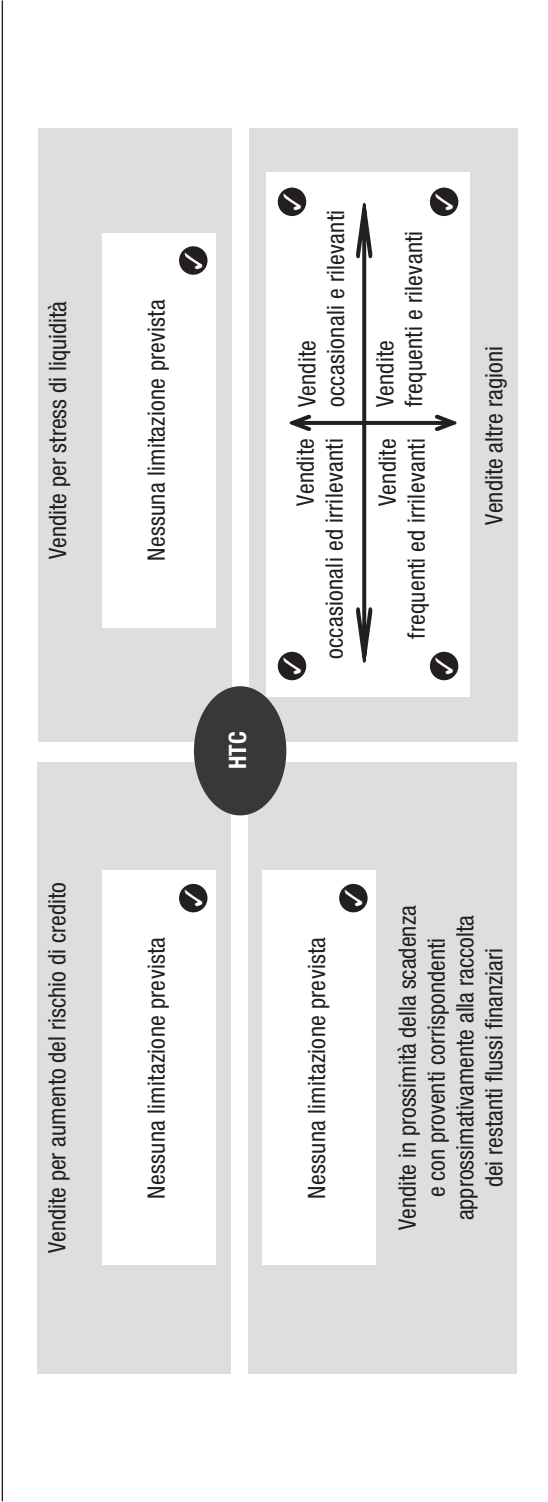 Vendite per aumento del rischio di credito
Nessuna limitazione prevista
Vendite per stress di liquidità
Nessuna limitazione prevista
HTC
Nessuna limitazione prevista
Vendite in prossimità della scadenza
e con proventi corrispondenti
approssimativamente alla raccolta
dei restanti flussi finanziari
Vendite
occasionali ed irrilevanti
Vendite
occasionali e rilevanti
Vendite
frequenti ed irrilevanti
Vendite
frequenti e rilevanti
Vendite altre ragioni